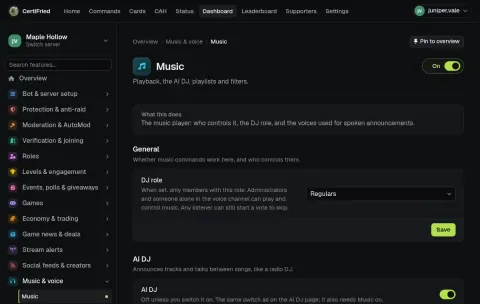 CertiFried
Home
Commands
Cards
CAH
Status
Dashboard
Leaderboard
Supporters
Settings
JV
juniper.vale
JV
Maple Hollow
Switch server
Search features...
Overview
Bot & server setup
Protection & anti-raid
Moderation & AutoMod
Verification & joining
Roles
Levels & engagement
Events, polls & giveaways
Games
Economy & trading
Game news & deals
Stream alerts
Social feeds & creators
Music & voice
Music
Overview
Music & voice
Music
Pin to overview
Music
On
Playback, the AI DJ, playlists and filters.
What this does
The music player: who controls it, the DJ role, and the voices used for spoken announcements.
General
Whether music commands work here, and who controls them.
DJ role
When set, only members with this role, Administrators
and someone alone in the voice channel can play and
control music. Any listener can still start a vote to skip.
Regulars
Save
AI DJ
Announces tracks and talks between songs, like a radio DJ.
AI DJ
Off unless you switch it on. The same switch as on the AI DJ page; it also needs Music on.